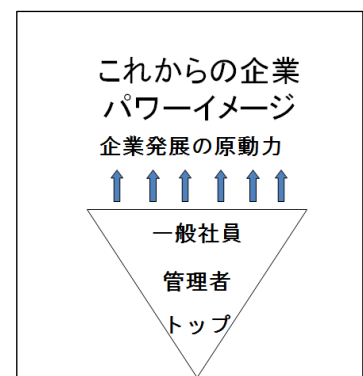 これからの企業
パワーイメージ
企業発展の原動力
一般社員
管理者
トップ